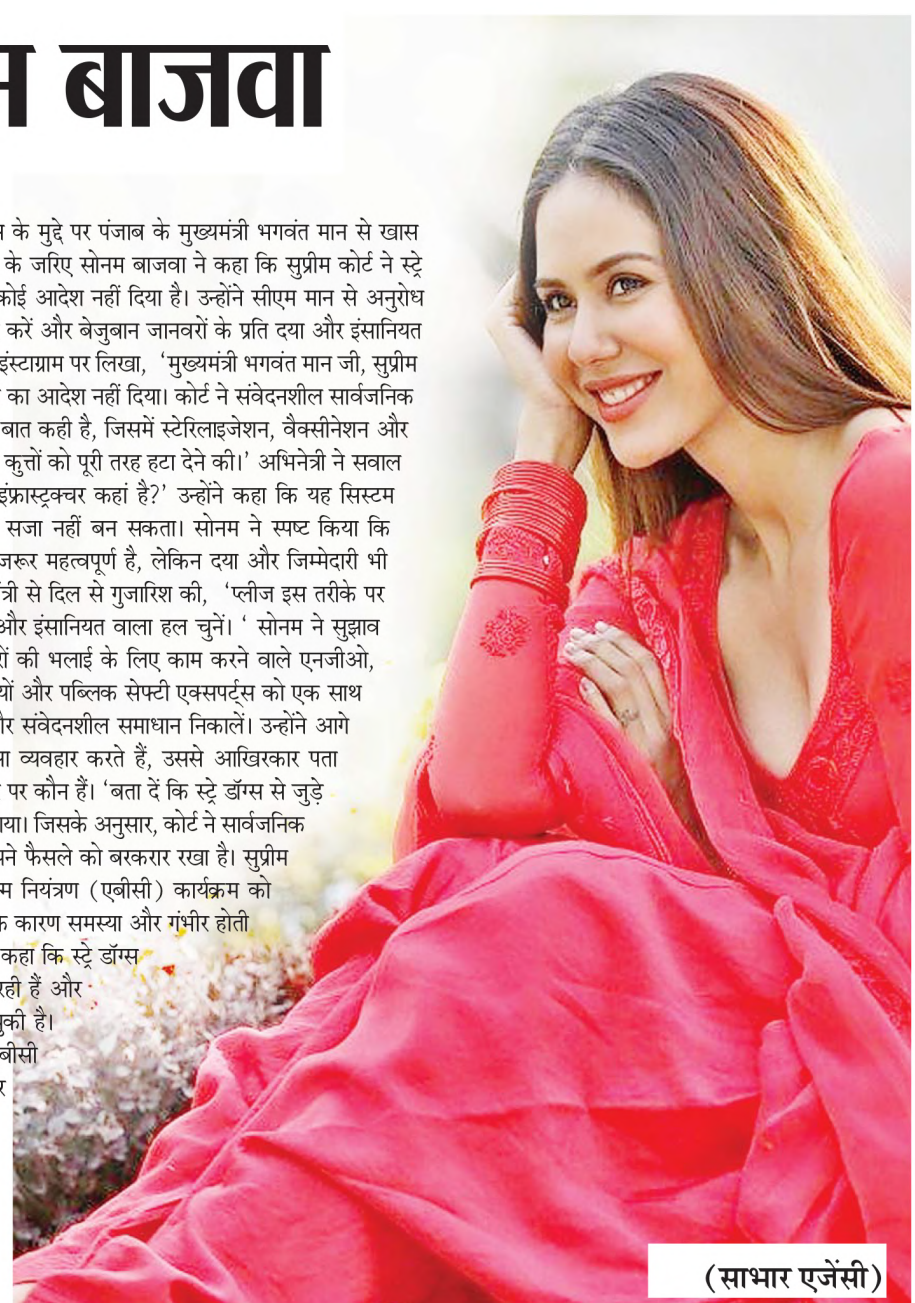 बाजवा
के मुद्दे पर पंजाब के मुख्यमंत्री भगवंत मान से खास
के जरिए सोनम बाजवा ने कहा कि सुप्रीम कोर्ट ने स्ट्रे
कोई आदेश नहीं दिया है। उन्होंने सीएम मान से अनुरोध
करें और बेजुबान जानवरों के प्रति दया और इंसानियत
इंस्टाग्राम पर लिखा, ‘मुख्यमंत्री भगवंत मान जी, सुप्रीम
का आदेश नहीं दिया। कोर्ट ने संवेदनशील सार्वजनिक
बात कही है, जिसमें स्टेरिलाइजेशन, वैक्सीनेशन और
कुत्तों को पूरी तरह हटा देने की।’ अभिनेत्री ने सवाल
इंफ्रास्ट्रक्चर कहां है?’ उन्होंने कहा कि यह सिस्टम
सजा नहीं बन सकता। सोनम ने स्पष्ट किया कि
जरूर महत्वपूर्ण है, लेकिन दया और जिम्मेदारी भी
से दिल से गुजारिश की, ‘प्लीज इस तरीके पर
और इंसानियत वाला हल चुनें। ‘ सोनम ने सुझाव
की भलाई के लिए काम करने वाले एनजीओ,
और पब्लिक सेफ्टी एक्सपर्ट्स को एक साथ
संवेदनशील समाधान निकालें। उन्होंने आगे
व्यवहार करते हैं, उससे आखिरकार पता
पर कौन हैं। ‘बता दें कि स्ट्रे डॉग्स से जुड़े
जिसके अनुसार, कोर्ट ने सार्वजनिक
फैसले को बरकरार रखा है। सुप्रीम
नियंत्रण (एबीसी) कार्यक्रम को
कारण समस्या और गंभीर होती
कहा कि स्ट्रे डॉग्स
रही हैं और
है।
(साभार एजेंसी)